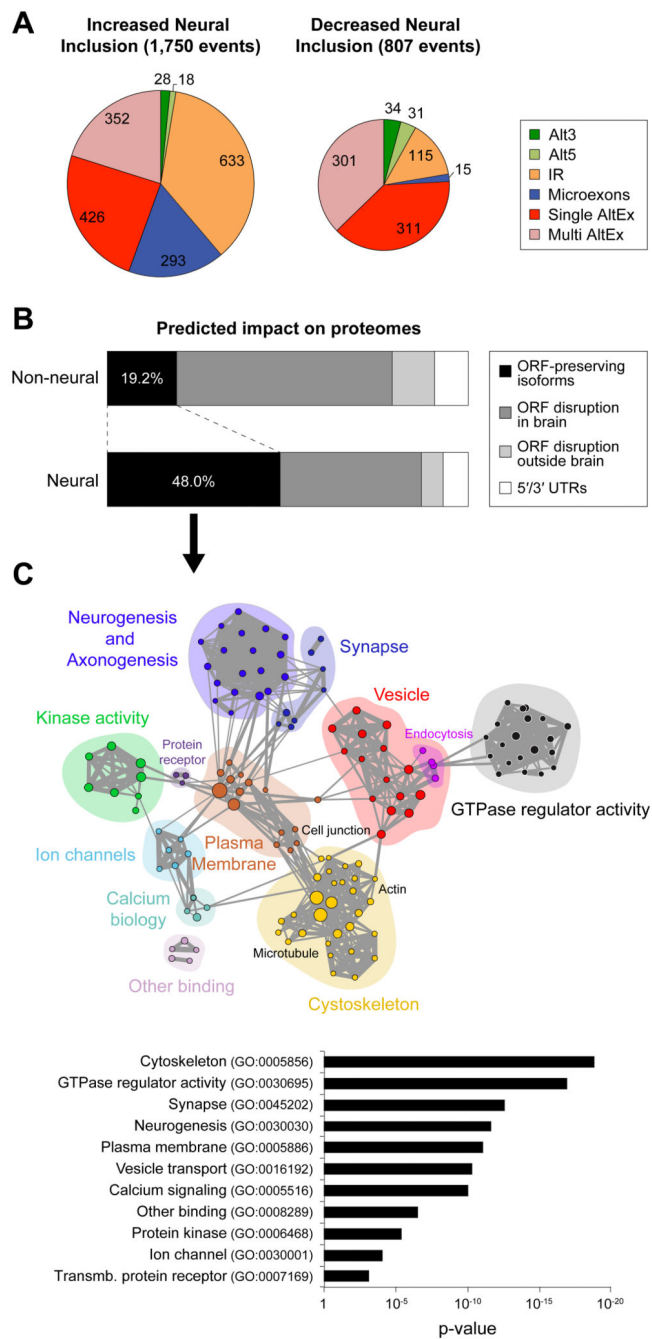 A
Increased Neural
Inclusion (1,750 events)
Decreased Neural
Inclusion (807 events)
28
18
352
633
426
293
34
31
301
115
15
311
Alt3
Alt5
IR
Microexons
Single AltEx
Multi AltEx
B
Predicted impact on proteomes
Non-neural
19.2%
Neural
48.0%
ORF-preserving
isoforms
ORF disruption
in brain
ORF disruption
outside brain
5′/3′ UTRs
C
Neurogenesis
and
Axonogenesis
Synapse
Vesicle
Kinase activity
Protein
receptor
Endocytosis
GTPase regulator activity
Cell junction
Plasma
Membrane
Ion channels
Actin
Calcium
biology
Microtubule
Other binding
Cystoskeleton
Cytoskeleton (GO:0005856)
GTPase regulator activity (GO:0030695)
Synapse (GO:0045202)
Neurogenesis (GO:0030030)
Plasma membrane (GO:0005886)
Vesicle transport (GO:0016192)
Calcium signaling (GO:0005516)
Other binding (GO:0008289)
Protein kinase (GO:0006468)
Ion channel (GO:0030001)
Transmb. protein receptor (GO:0007169)
1
10-5
10-10
10-15
10-20
p-value